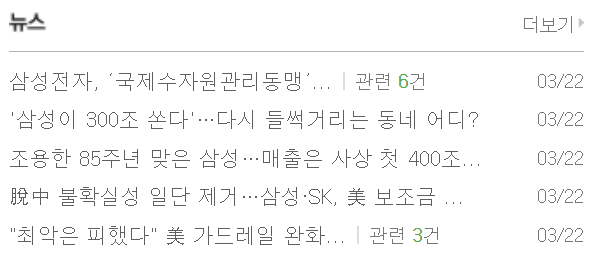 뉴스 더보기
삼성전자, ´국제수자원관리동맹´... 관련 6건 03/22
'삼성이 300조 쏜다'…다시 들썩거리는 동네 어디? 03/22
조용한 85주년 맞은 삼성…매출은 사상 첫 400조... 03/22
脫中 불확실성 일단 제거…삼성·SK, 美 보조금 ... 03/22
"최악은 피했다" 美 가드레일 완화... 관련 3건 03/22